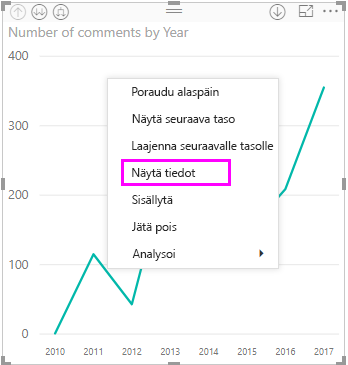 Number of comments by Year
400
300
200
100
0
Poraudu alaspäin
Näytä seuraava taso
Laajenna seuraavalle tasolle
Näytä tiedot
Sisällytä
Jätä pois
Analysoi
2010 2011 2012 2013 2014 2015 2016 2017